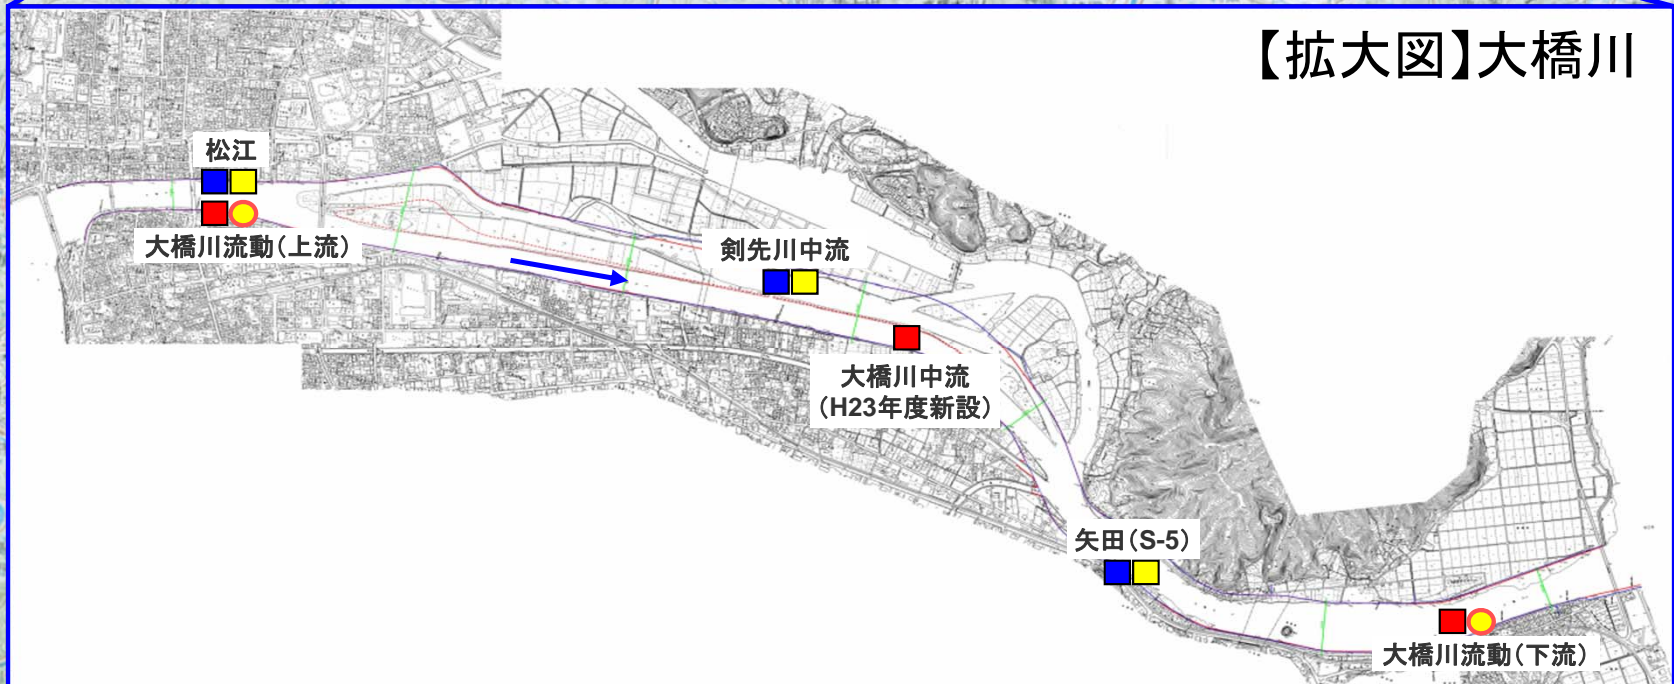 【拡大図】大橋川
松江
大橋川流動（上流）
剣先川中流
大橋川中流
（H23年度新設）
矢田（S-5）
大橋川流動（下流）